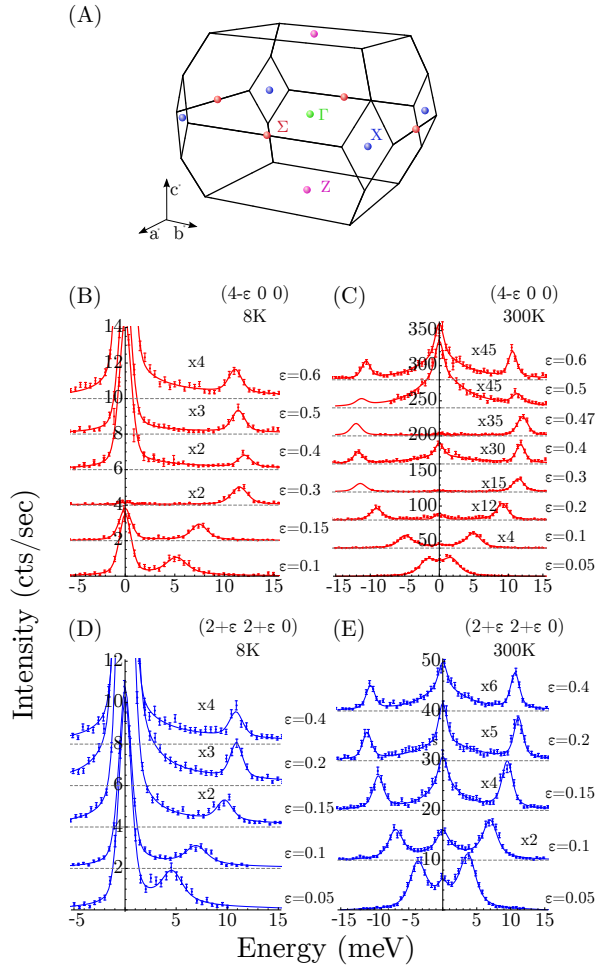 (A)
Γ
Σ
X
Z
c*
a*
b*
Intensity (cts/sec)
(B)
(4-ε 0 0)
8K
14
12
10
8
6
4
2
x4
x3
x2
x2
ε=0.6
ε=0.5
ε=0.4
ε=0.3
ε=0.15
ε=0.1
-5 0 5 10 15
(C)
(4-ε 0 0)
300K
350
300
250
200
150
100
50
x45
x45
x35
x30
x15
x12
x4
ε=0.6
ε=0.5
ε=0.47
ε=0.4
ε=0.3
ε=0.2
ε=0.1
ε=0.05
-15 -10 -5 0 5 10 15
(D)
(2+ε 2+ε 0)
8K
12
10
8
6
4
2
x4
x3
x2
ε=0.4
ε=0.2
ε=0.15
ε=0.1
ε=0.05
-5 0 5 10 15
(E)
(2+ε 2+ε 0)
300K
50
40
30
20
10
x6
x5
x4
x2
ε=0.4
ε=0.2
ε=0.15
ε=0.1
ε=0.05
-15 -10 -5 0 5 10 15
Energy (meV)